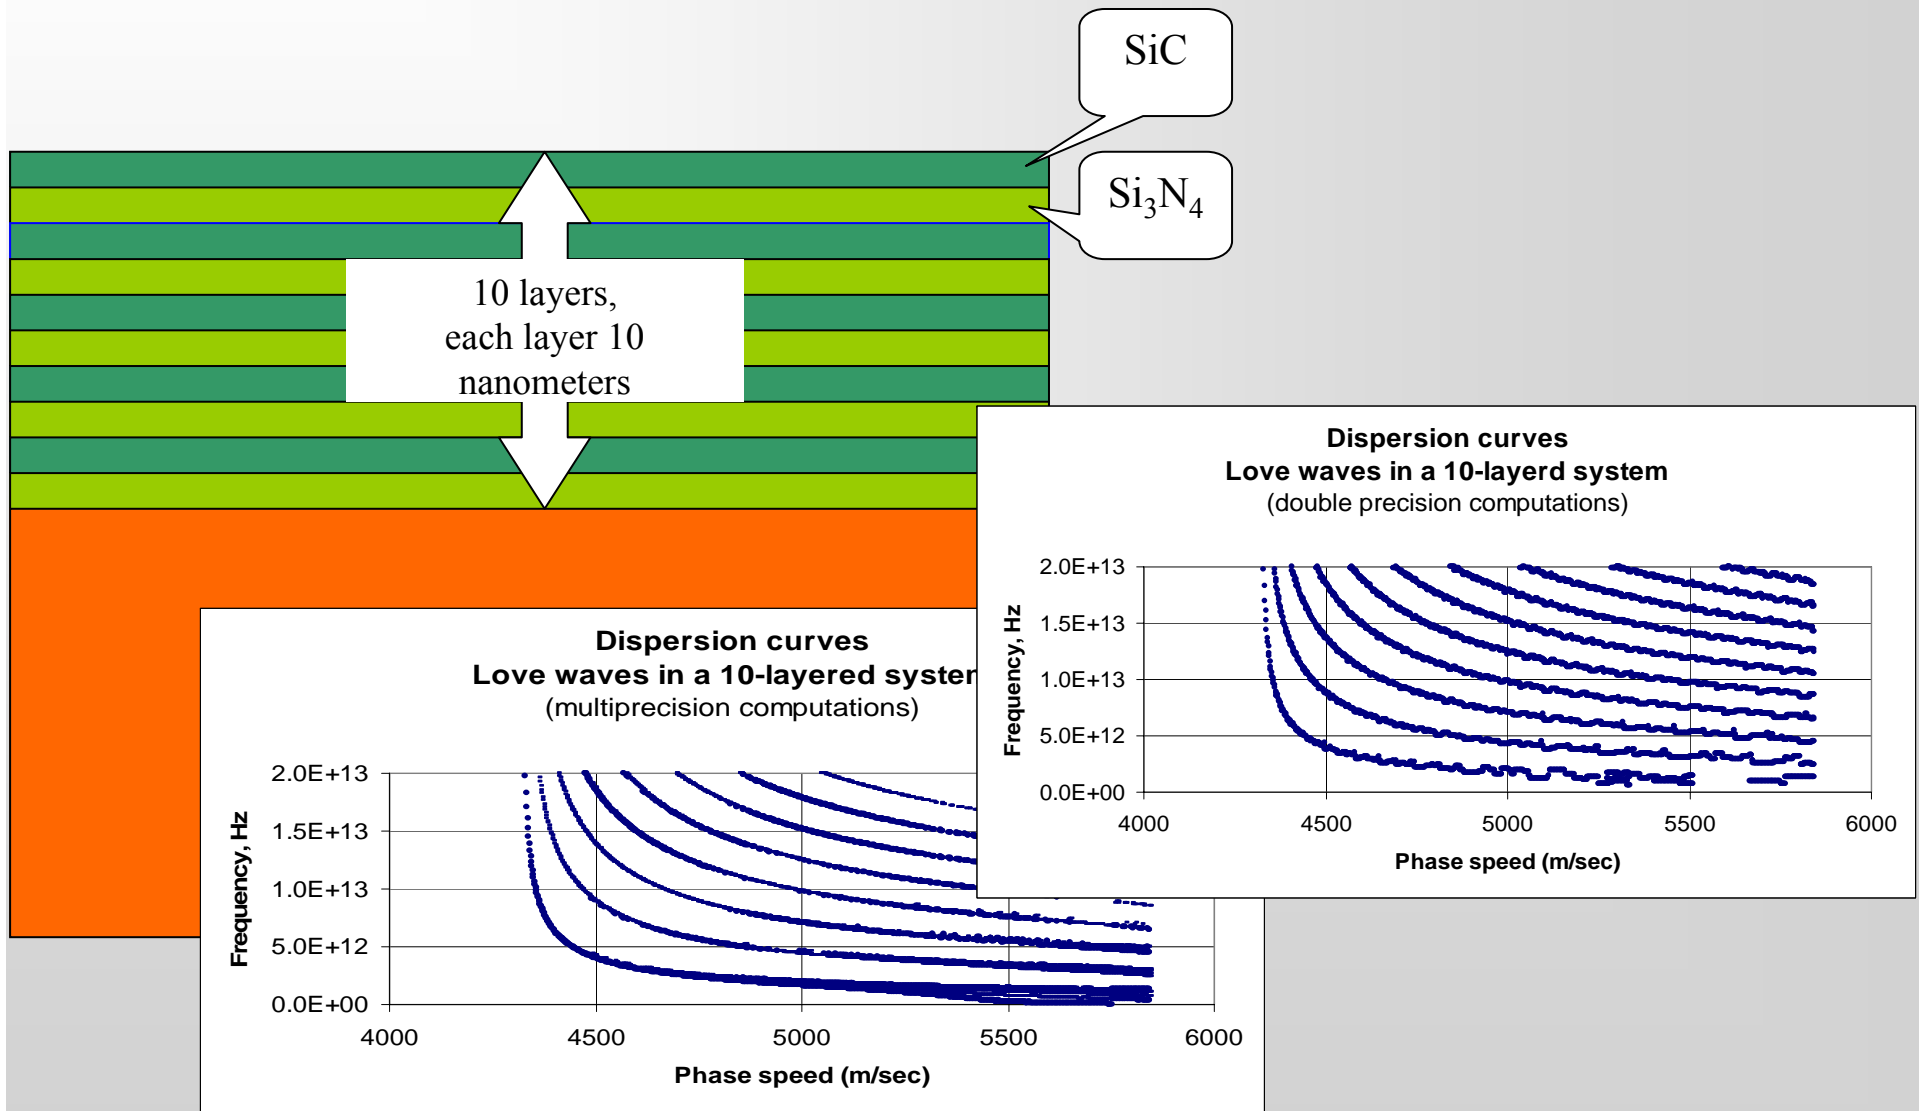 SiC
Si₃N₄
10 layers,
each layer 10
nanometers
Dispersion curves
Love waves in a 10-layerd system
(double precision computations)
Frequency, Hz
2.0E+13
1.5E+13
1.0E+13
5.0E+12
0.0E+00
4000 4500 5000 5500 6000
Phase speed (m/sec)
Dispersion curves
Love waves in a 10-layered system
(multiprecision computations)
Frequency, Hz
2.0E+13
1.5E+13
1.0E+13
5.0E+12
0.0E+00
4000 4500 5000 5500 6000
Phase speed (m/sec)